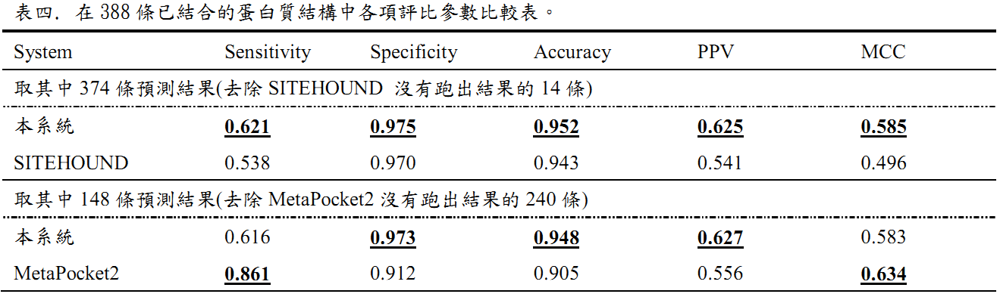 表四. 在 388 條已結合的蛋白質結構中各項評比參數比較表。
System Sensitivity Specificity Accuracy PPV MCC
取其中 374 條預測結果(去除 SITEHOUND 沒有跑出結果的 14 條)
本系統 0.621 0.975 0.952 0.625 0.585
SITEHOUND 0.538 0.970 0.943 0.541 0.496
取其中 148 條預測結果(去除 MetaPocket2 沒有跑出結果的 240 條)
本系統 0.616 0.973 0.948 0.627 0.583
MetaPocket2 0.861 0.912 0.905 0.556 0.634